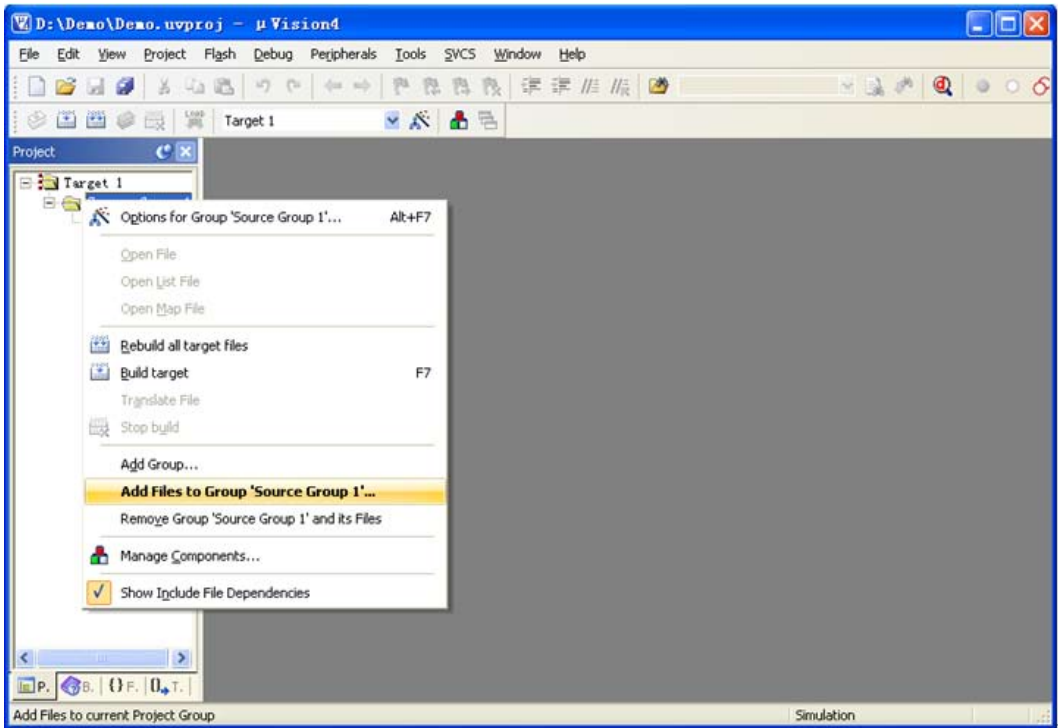 D:\Demo\Demo.uvproj - µVision4
File Edit View Project Flash Debug Peripherals Tools SVCS Window Help
Target 1
Project
Target 1
Options for Group 'Source Group 1'... Alt+F7
Open File
Open List File
Open Map File
Rebuild all target files
Build target F7
Translate File
Stop build
Add Group...
Add Files to Group 'Source Group 1'...
Remove Group 'Source Group 1' and its Files
Manage Components...
Show Include File Dependencies
P. B. {} F. 0. T.
Add Files to current Project Group Simulation